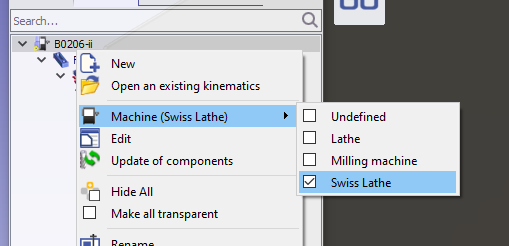 Search...
B0206-ii
New
Open an existing kinematics
Machine (Swiss Lathe)
Edit
Update of components
Hide All
Make all transparent
Rename
Undefined
Lathe
Milling machine
Swiss Lathe